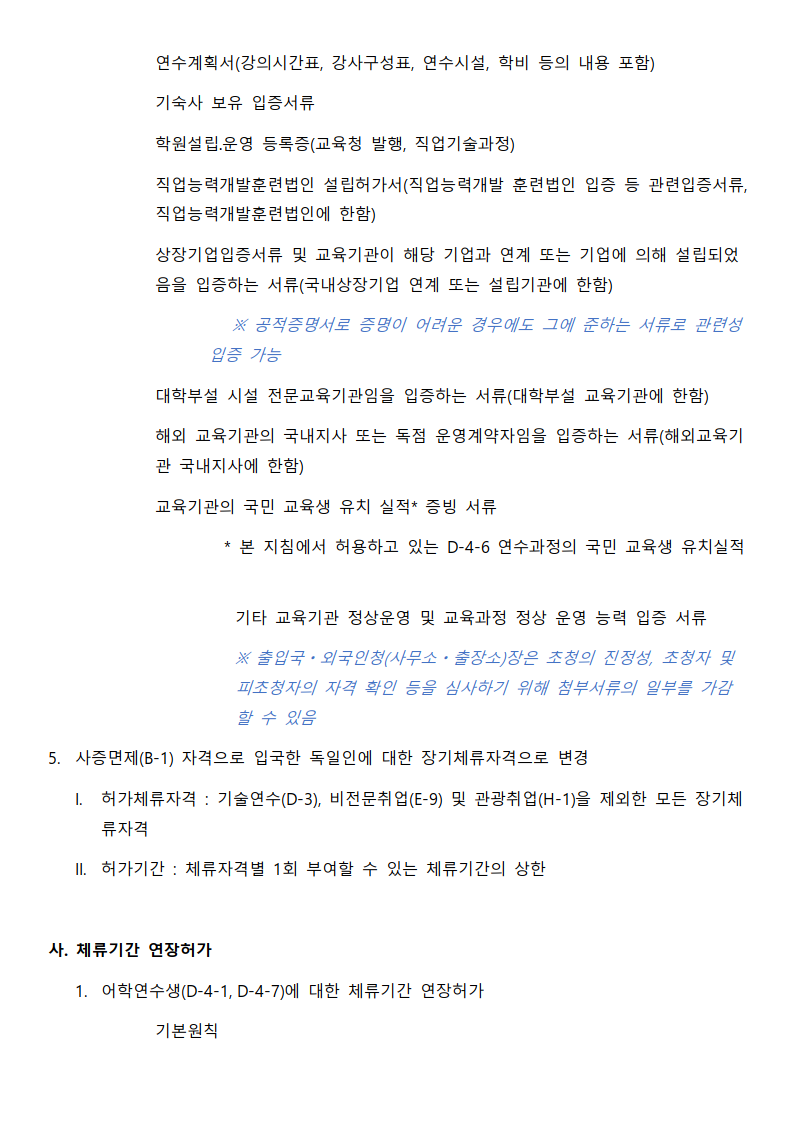 연수계획서(강의시간표, 강사구성표, 연수시설, 학비 등의 내용 포함)
기숙사 보유 입증서류
학원설립.운영 등록증(교육청 발행, 직업기술과정)
직업능력개발훈련법인 설립허가서(직업능력개발 훈련법인 입증 등 관련입증서류,
직업능력개발훈련법인에 한함)
상장기업입증서류 및 교육기관이 해당 기업과 연계 또는 기업에 의해 설립되었
음을 입증하는 서류(국내상장기업 연계 또는 설립기관에 한함)
※ 공적증명서로 증명이 어려운 경우에도 그에 준하는 서류로 관련성
입증 가능
대학부설 시설 전문교육기관임을 입증하는 서류(대학부설 교육기관에 한함)
해외 교육기관의 국내지사 또는 독점 운영계약자임을 입증하는 서류(해외교육기
관 국내지사에 한함)
교육기관의 국민 교육생 유치 실적* 증빙 서류
* 본 지침에서 허용하고 있는 D-4-6 연수과정의 국민 교육생 유치실적
기타 교육기관 정상운영 및 교육과정 정상 운영 능력 입증 서류
※ 출입국・외국인청(사무소・출장소)장은 초청의 진정성, 초청자 및
피초청자의 자격 확인 등을 심사하기 위해 첨부서류의 일부를 가감
할 수 있음
5. 사증면제(B-1) 자격으로 입국한 독일인에 대한 장기체류자격으로 변경
I. 허가체류자격 : 기술연수(D-3), 비전문취업(E-9) 및 관광취업(H-1)을 제외한 모든 장기체
류자격
II. 허가기간 : 체류자격별 1회 부여할 수 있는 체류기간의 상한
사. 체류기간 연장허가
1. 어학연수생(D-4-1, D-4-7)에 대한 체류기간 연장허가
기본원칙